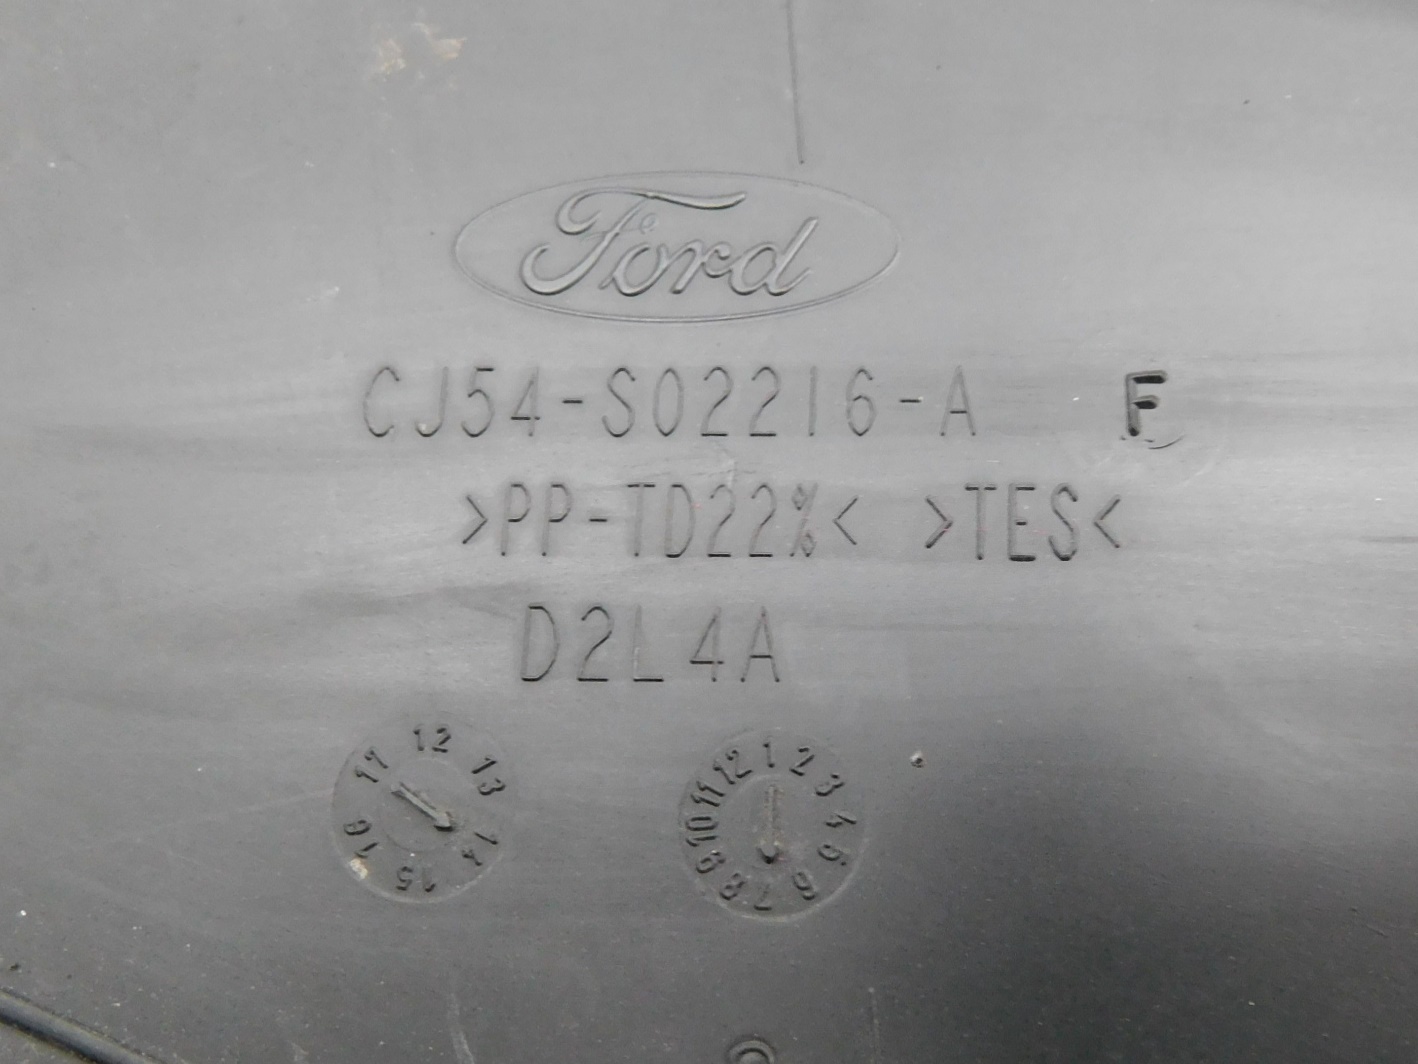 Ford
CJ54-S02216-A F
>PP-TD22%< >TES<
D2L4A
11 12 13 14 15 16
1 2 3 4 5 6 7 8 9 10 11 12